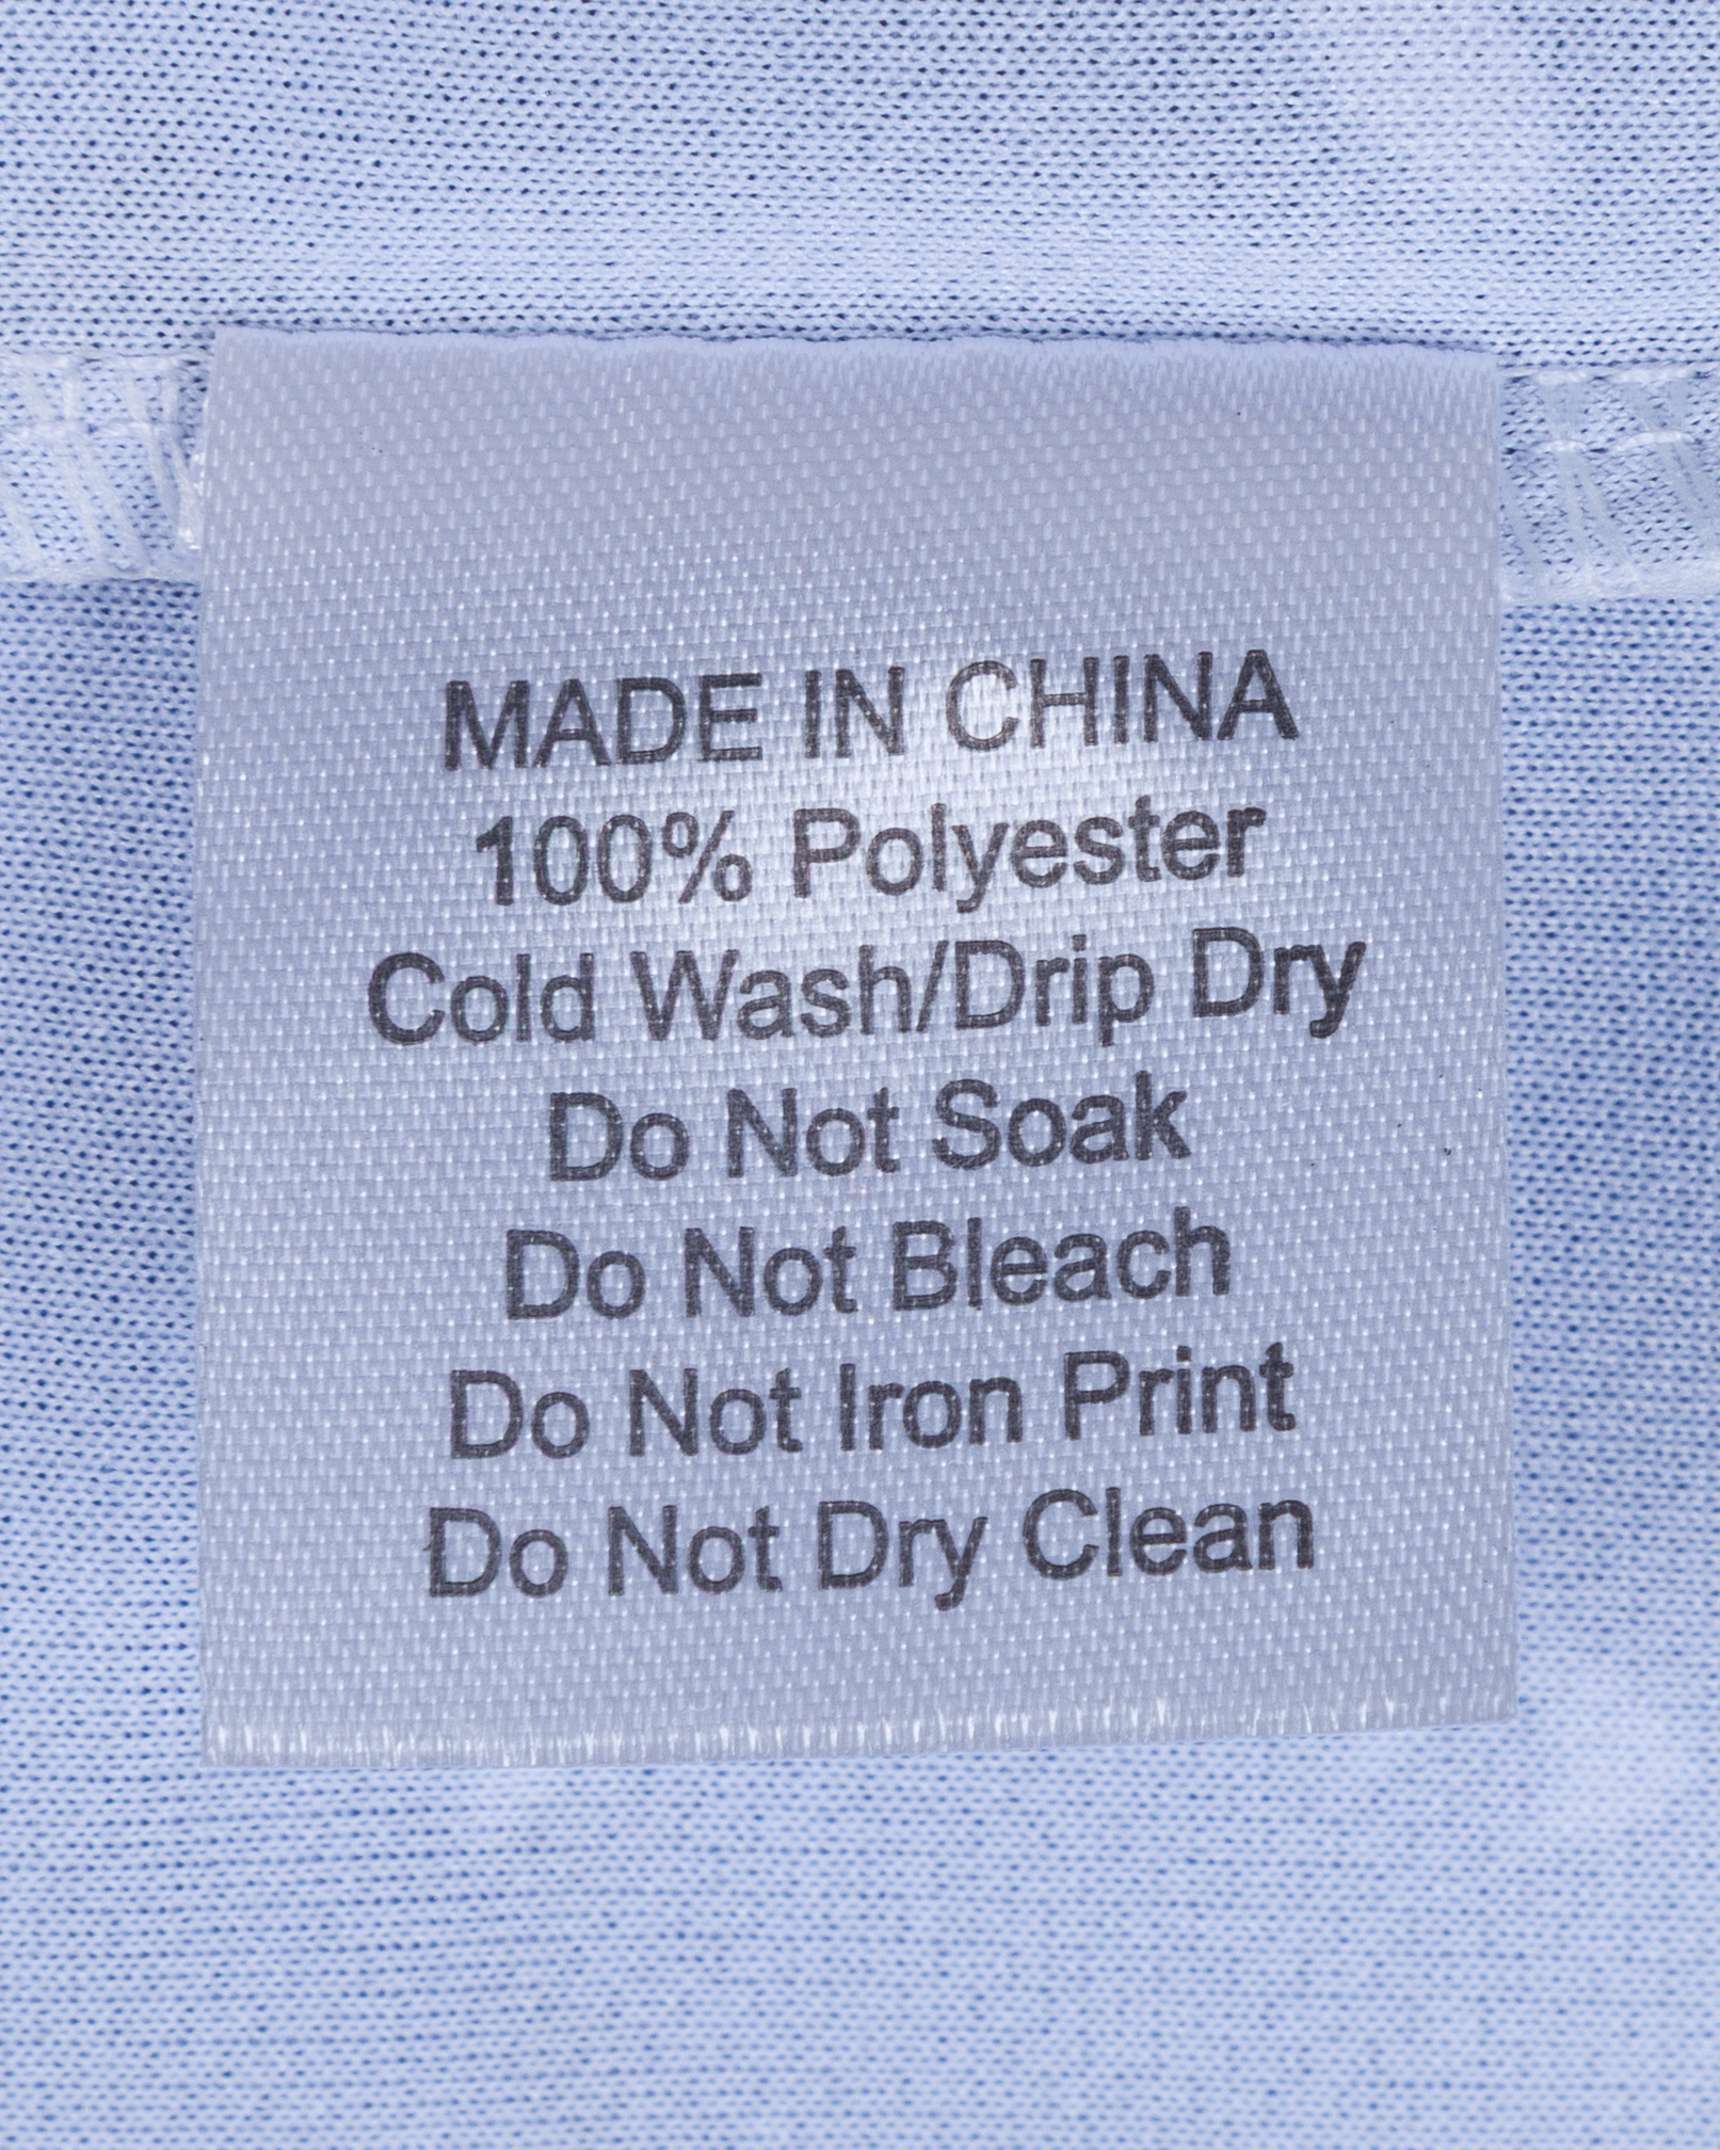 MADE IN CHINA
100% Polyester
Cold Wash/Drip Dry
Do Not Soak
Do Not Bleach
Do Not Iron Print
Do Not Dry Clean